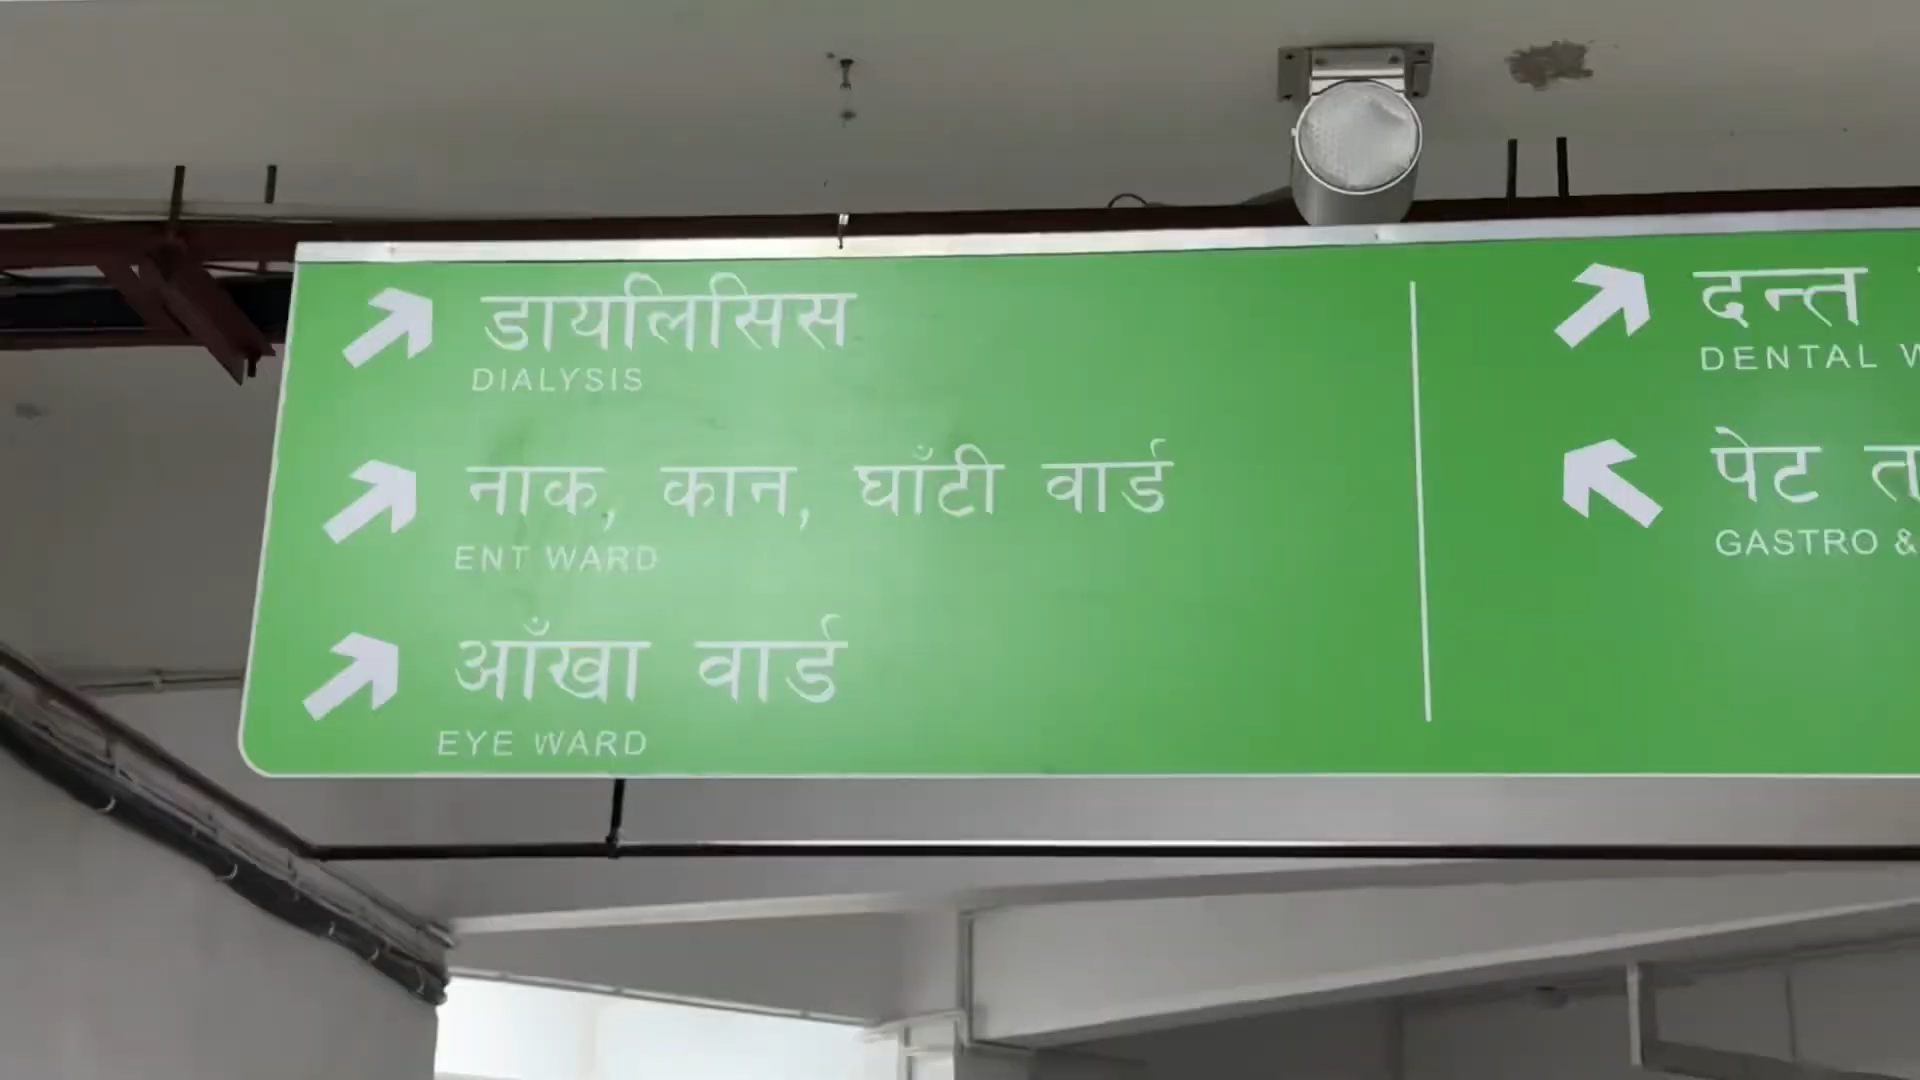 डायलिसिस
DIALYSIS
नाक, कान, घाँटी वार्ड
ENT WARD
आँखा वार्ड
EYE WARD
दन्त
DENTAL
पेट
GASTRO &